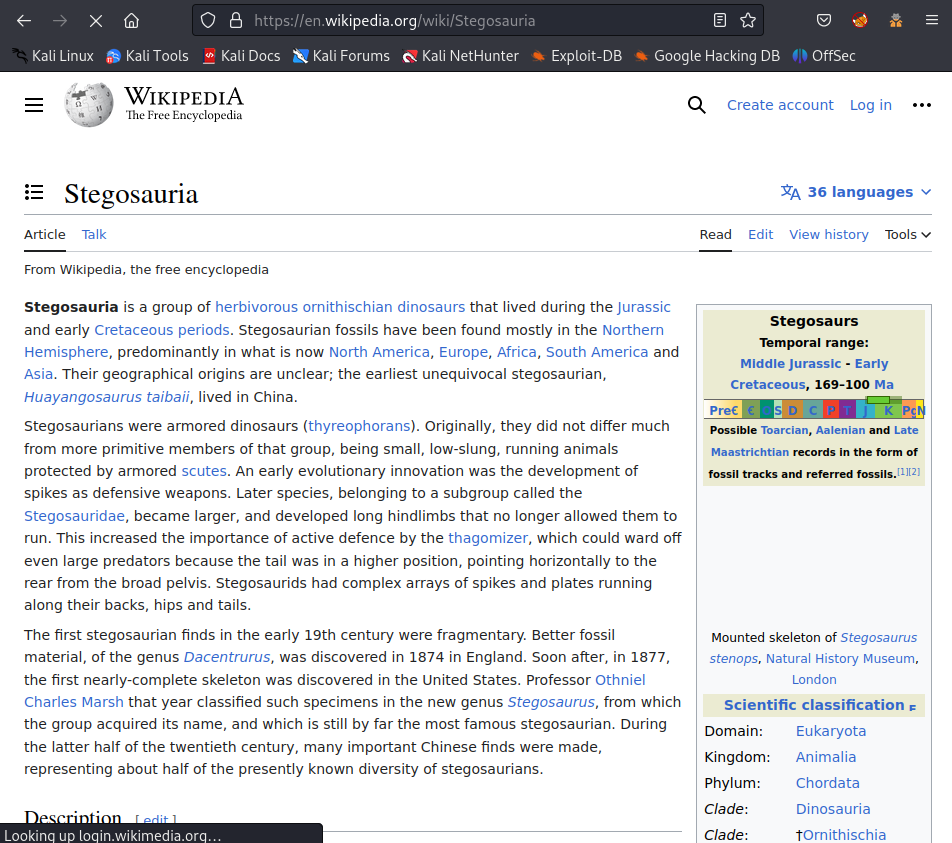 https://en.wikipedia.org/wiki/Stegosauria
Kali Linux Kali Tools Kali Docs Kali Forums Kali NetHunter Exploit-DB Google Hacking DB OffSec
WIKIPEDIA
The Free Encyclopedia
Create account Log in
Stegosauria
36 languages
Article Talk
Read Edit View history Tools
From Wikipedia, the free encyclopedia
Stegosauria is a group of herbivorous ornithischian dinosaurs that lived during the Jurassic
and early Cretaceous periods. Stegosaurian fossils have been found mostly in the Northern
Hemisphere, predominantly in what is now North America, Europe, Africa, South America and
Asia. Their geographical origins are unclear; the earliest unequivocal stegosaurian,
Huayangosaurus taibaii, lived in China.
Stegosaurians were armored dinosaurs (thyreophorans). Originally, they did not differ much
from more primitive members of that group, being small, low-slung, running animals
protected by armored scutes. An early evolutionary innovation was the development of
spikes as defensive weapons. Later species, belonging to a subgroup called the
Stegosauridae, became larger, and developed long hindlimbs that no longer allowed them to
run. This increased the importance of active defence by the thagomizer, which could ward off
even large predators because the tail was in a higher position, pointing horizontally to the
rear from the broad pelvis. Stegosaurids had complex arrays of spikes and plates running
along their backs, hips and tails.
The first stegosaurian finds in the early 19th century were fragmentary. Better fossil
material, of the genus Dacentrurus, was discovered in 1874 in England. Soon after, in 1877,
the first nearly-complete skeleton was discovered in the United States. Professor Othniel
Charles Marsh that year classified such specimens in the new genus Stegosaurus, from which
the group acquired its name, and which is still by far the most famous stegosaurian. During
the latter half of the twentieth century, many important Chinese finds were made,
representing about half of the presently known diversity of stegosaurians.
Description [ edit ]
Stegosaurs
Temporal range:
Middle Jurassic - Early
Cretaceous, 169–100 Ma
PreЄ Є S D C P T J K Pg N
Possible Toarcian, Aalenian and Late
Maastrichtian records in the form of
fossil tracks and referred fossils.[1][2]
Mounted skeleton of Stegosaurus
stenops, Natural History Museum,
London
Scientific classification
Domain: Eukaryota
Kingdom: Animalia
Phylum: Chordata
Clade: Dinosauria
Clade: †Ornithischia
Looking up login.wikimedia.org…